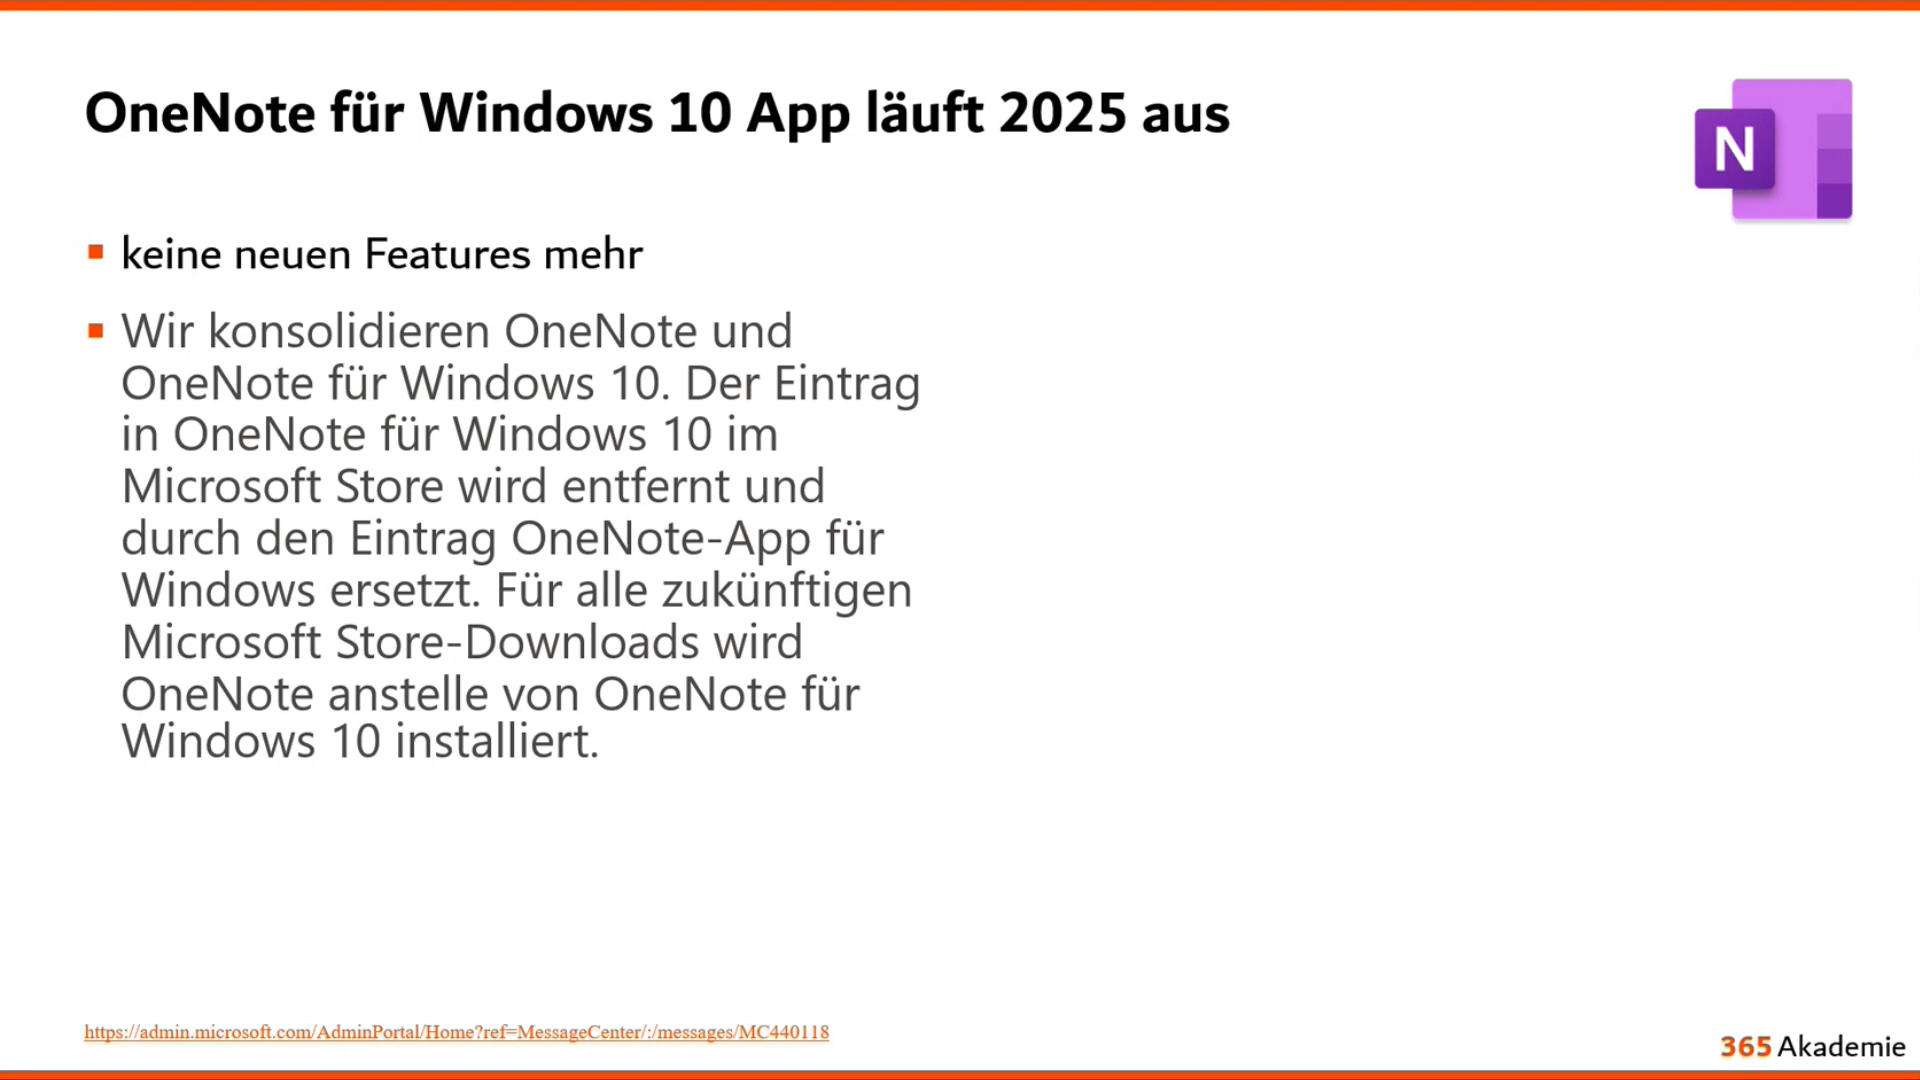 OneNote für Windows 10 App läuft 2025 aus
N
keine neuen Features mehr
Wir konsolidieren OneNote und
OneNote für Windows 10. Der Eintrag
in OneNote für Windows 10 im
Microsoft Store wird entfernt und
durch den Eintrag OneNote-App für
Windows ersetzt. Für alle zukünftigen
Microsoft Store-Downloads wird
OneNote anstelle von OneNote für
Windows 10 installiert.
https://admin.microsoft.com/AdminPortal/Home?ref=MessageCenter/:/messages/MC440118
365 Akademie